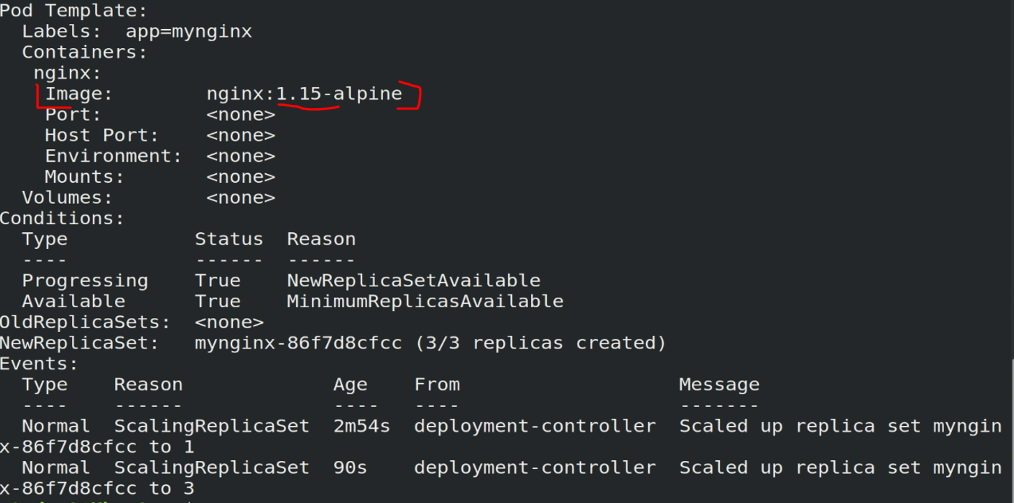 Pod Template:
  Labels:  app=mynginx
  Containers:
   nginx:
    Image:        nginx:1.15-alpine
    Port:         <none>
    Host Port:    <none>
    Environment:  <none>
    Mounts:       <none>
  Volumes:        <none>
Conditions:
  Type           Status  Reason
  ----           ------  ------
  Progressing    True    NewReplicaSetAvailable
  Available      True    MinimumReplicasAvailable
OldReplicaSets:  <none>
NewReplicaSet:   mynginx-86f7d8cfcc (3/3 replicas created)
Events:
  Type    Reason             Age    From                   Message
  ----    ------             ----   ----                   -------
  Normal  ScalingReplicaSet  2m54s  deployment-controller  Scaled up replica set myngin
x-86f7d8cfcc to 1
  Normal  ScalingReplicaSet  90s    deployment-controller  Scaled up replica set myngin
x-86f7d8cfcc to 3